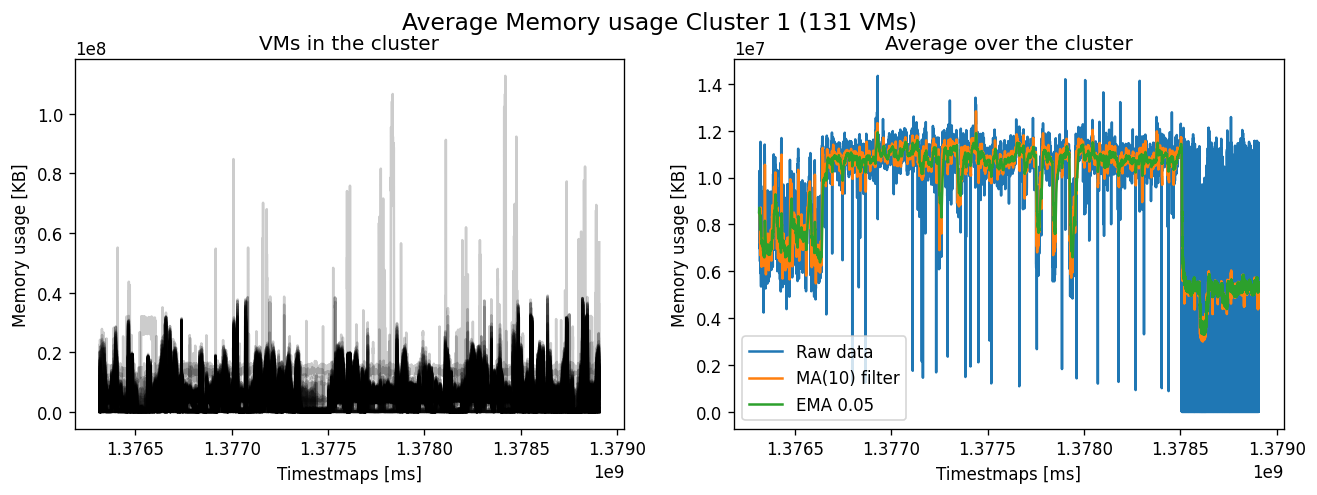 Average Memory usage Cluster 1 (131 VMs)
VMs in the cluster
1e8
Memory usage [KB]
1.0
0.8
0.6
0.4
0.2
0.0
1.3765 1.3770 1.3775 1.3780 1.3785 1.3790
1e9
Timestmaps [ms]
Average over the cluster
1e7
Memory usage [KB]
1.4
1.2
1.0
0.8
0.6
0.4
0.2
0.0
Raw data
MA(10) filter
EMA 0.05
1.3765 1.3770 1.3775 1.3780 1.3785 1.3790
1e9
Timestmaps [ms]